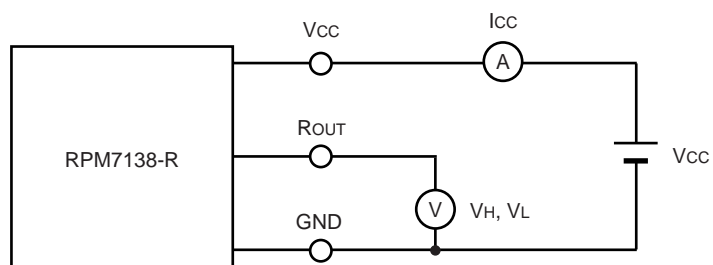 Vcc Icc
A
ROUT
RPM7138-R
Vcc
V VH, VL
GND